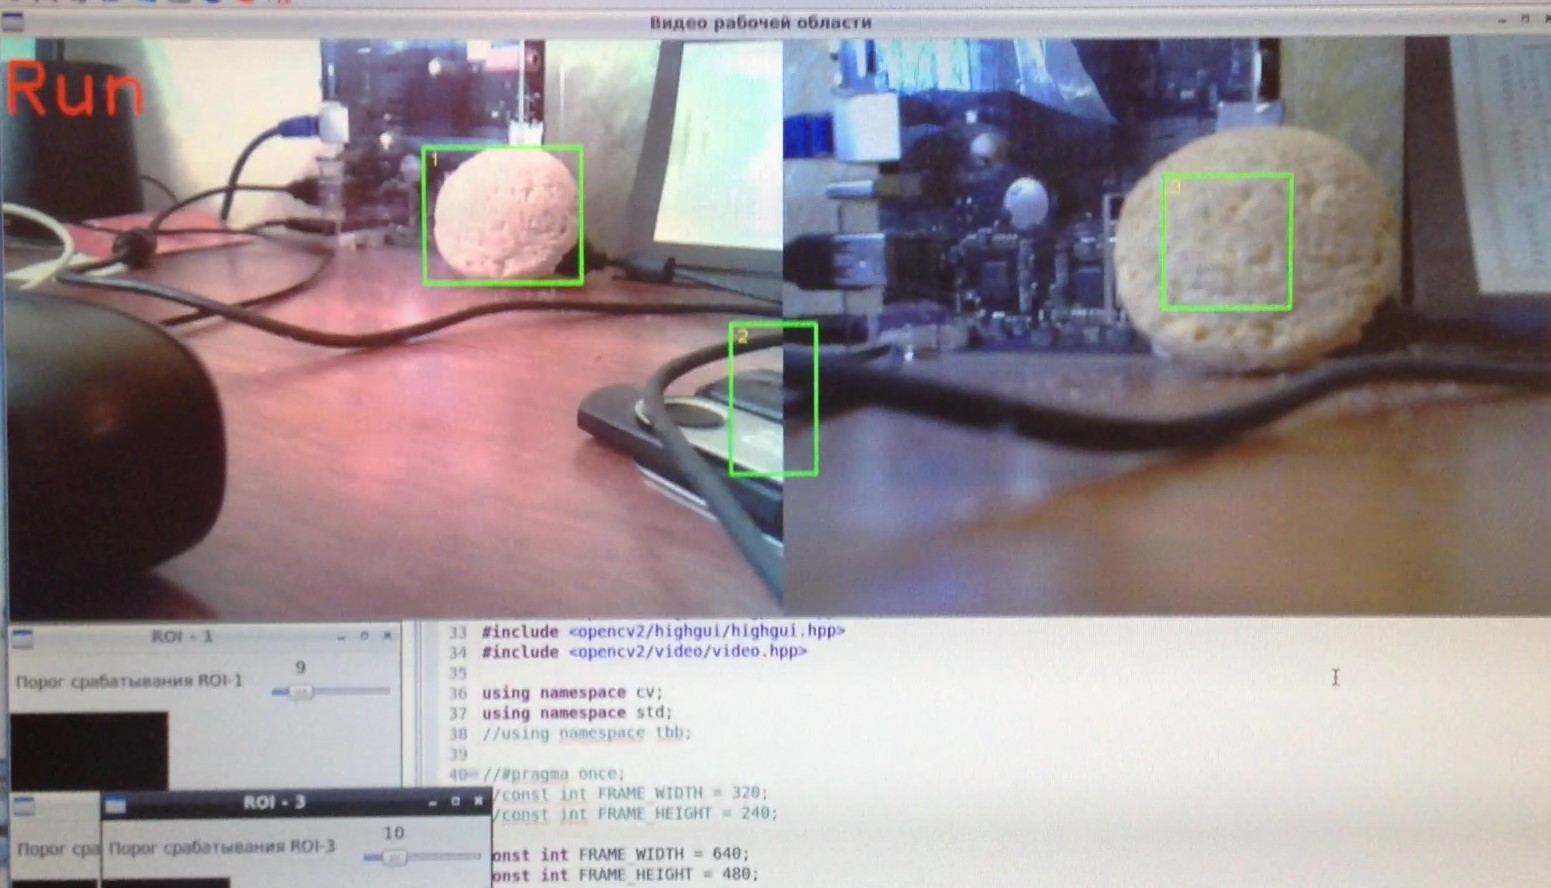 Видео рабочей области
Run
1
2
3
ROI - 1
9
Порог срабатывания ROI-1
33 #include <opencv2/highgui/highgui.hpp>
34 #include <opencv2/video/video.hpp>
35
36 using namespace cv;
37 using namespace std;
38 //using namespace tbb;
39
40 //#pragma once;
/const int FRAME_WIDTH = 320;
/const int FRAME_HEIGHT = 240;
onst int FRAME_WIDTH = 640;
onst int FRAME_HEIGHT = 480;
ROI - 3
10
Порог сра
Порог срабатывания ROI-3